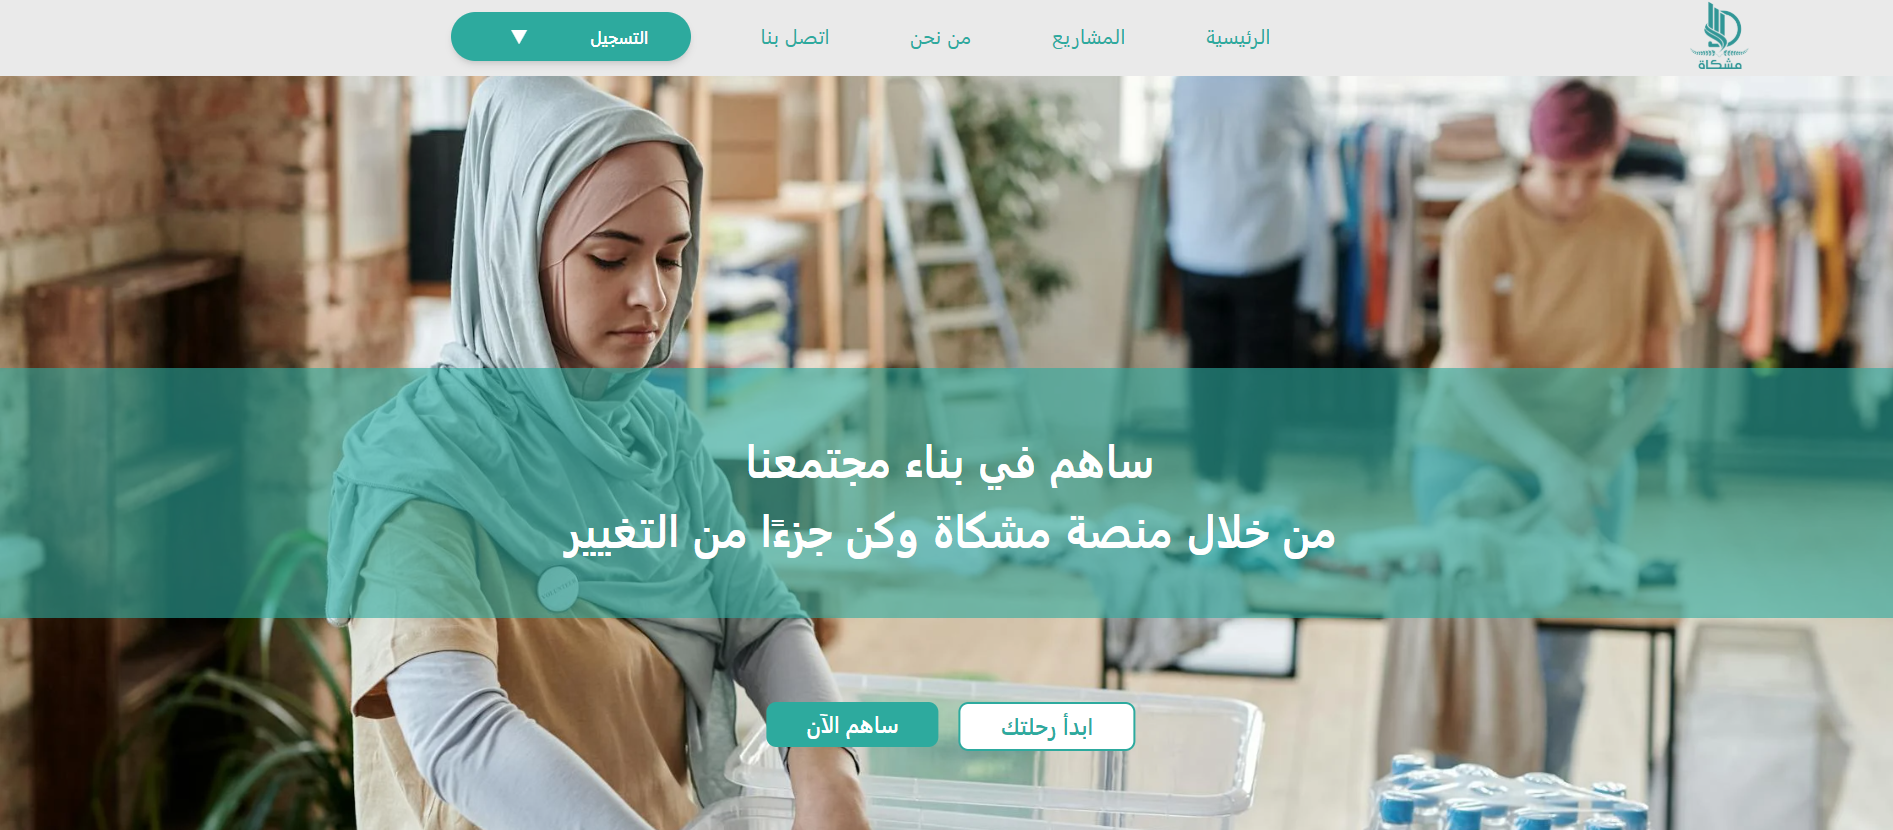 مشكاة
الرئيسية
المشاريع
من نحن
اتصل بنا
التسجيل ▼
ساهم في بناء مجتمعنا
من خلال منصة مشكاة وكن جزءًا من التغيير
ابدأ رحلتك
ساهم الآن
VOLUNTEER